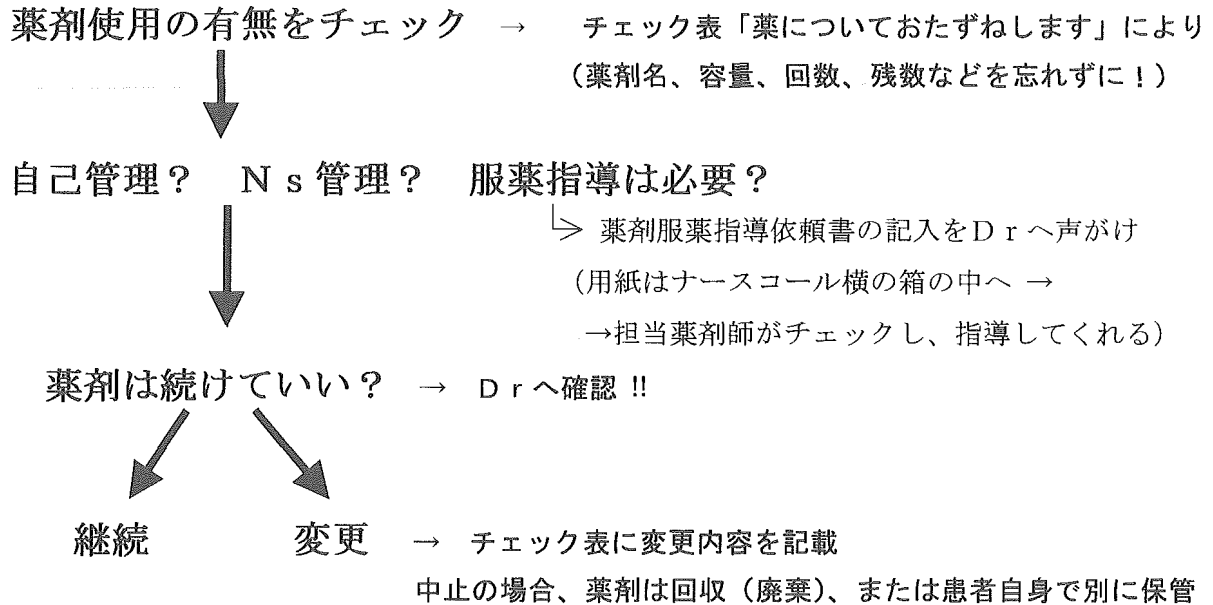 薬剤使用の有無をチェック → チェック表「薬についておたずねします」により
(薬剤名、容量、回数、残数などを忘れずに!)
自己管理? Ns管理? 服薬指導は必要?
薬剤服薬指導依頼書の記入をDrへ声がけ
(用紙はナースコール横の箱の中へ →
→担当薬剤師がチェックし、指導してくれる)
薬剤は続けていい? → Drへ確認!!
継続 変更 → チェック表に変更内容を記載
中止の場合、薬剤は回収(廃棄)、または患者自身で別に保管